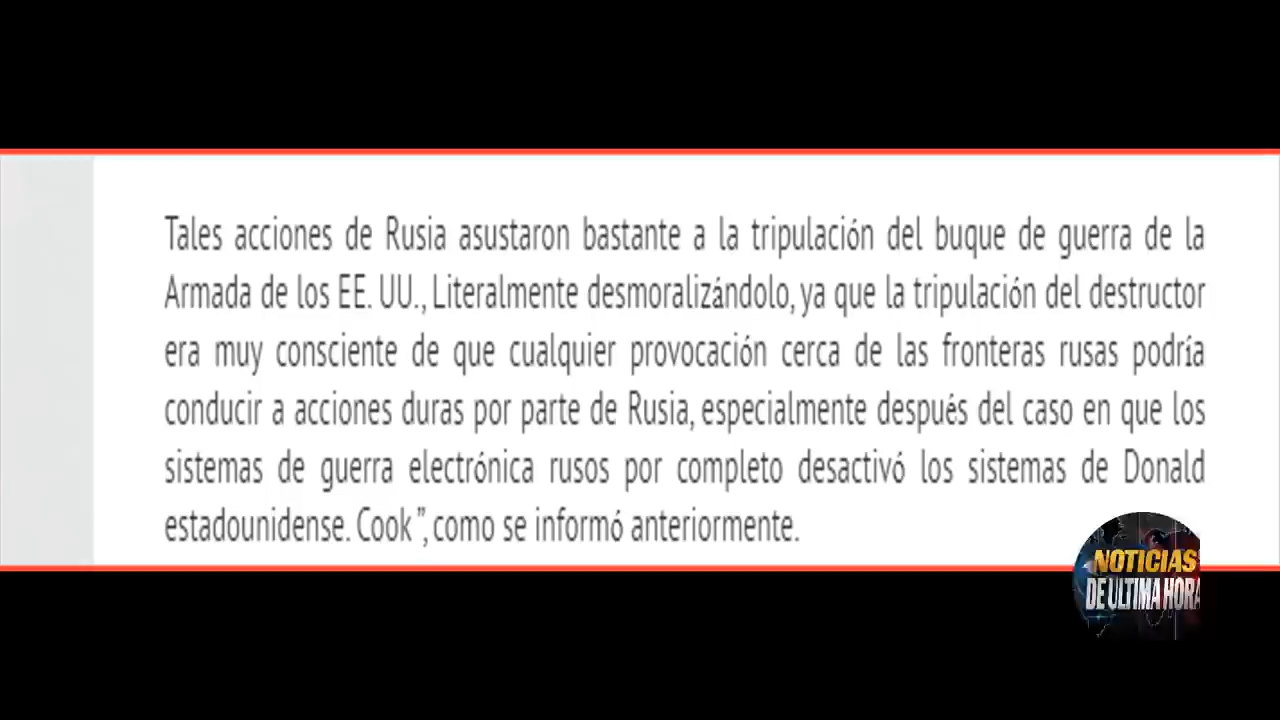 Tales acciones de Rusia asustaron bastante a la tripulación del buque de guerra de la
Armada de los EE. UU., Literalmente desmoralizándolo, ya que la tripulación del destructor
era muy consciente de que cualquier provocación cerca de las fronteras rusas podría
conducir a acciones duras por parte de Rusia, especialmente después del caso en que los
sistemas de guerra electrónica rusos por completo desactivó los sistemas de Donald
estadounidense. Cook”, como se informó anteriormente.
NOTICIAS
DE ULTIMA HORA